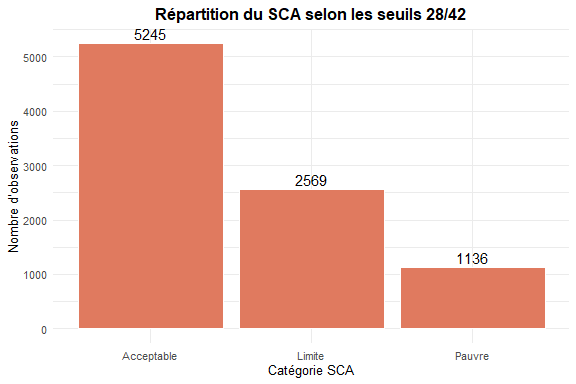 Répartition du SCA selon les seuils 28/42
Nombre d'observations
5000
4000
3000
2000
1000
0
5245
2569
1136
Acceptable
Limite
Pauvre
Catégorie SCA